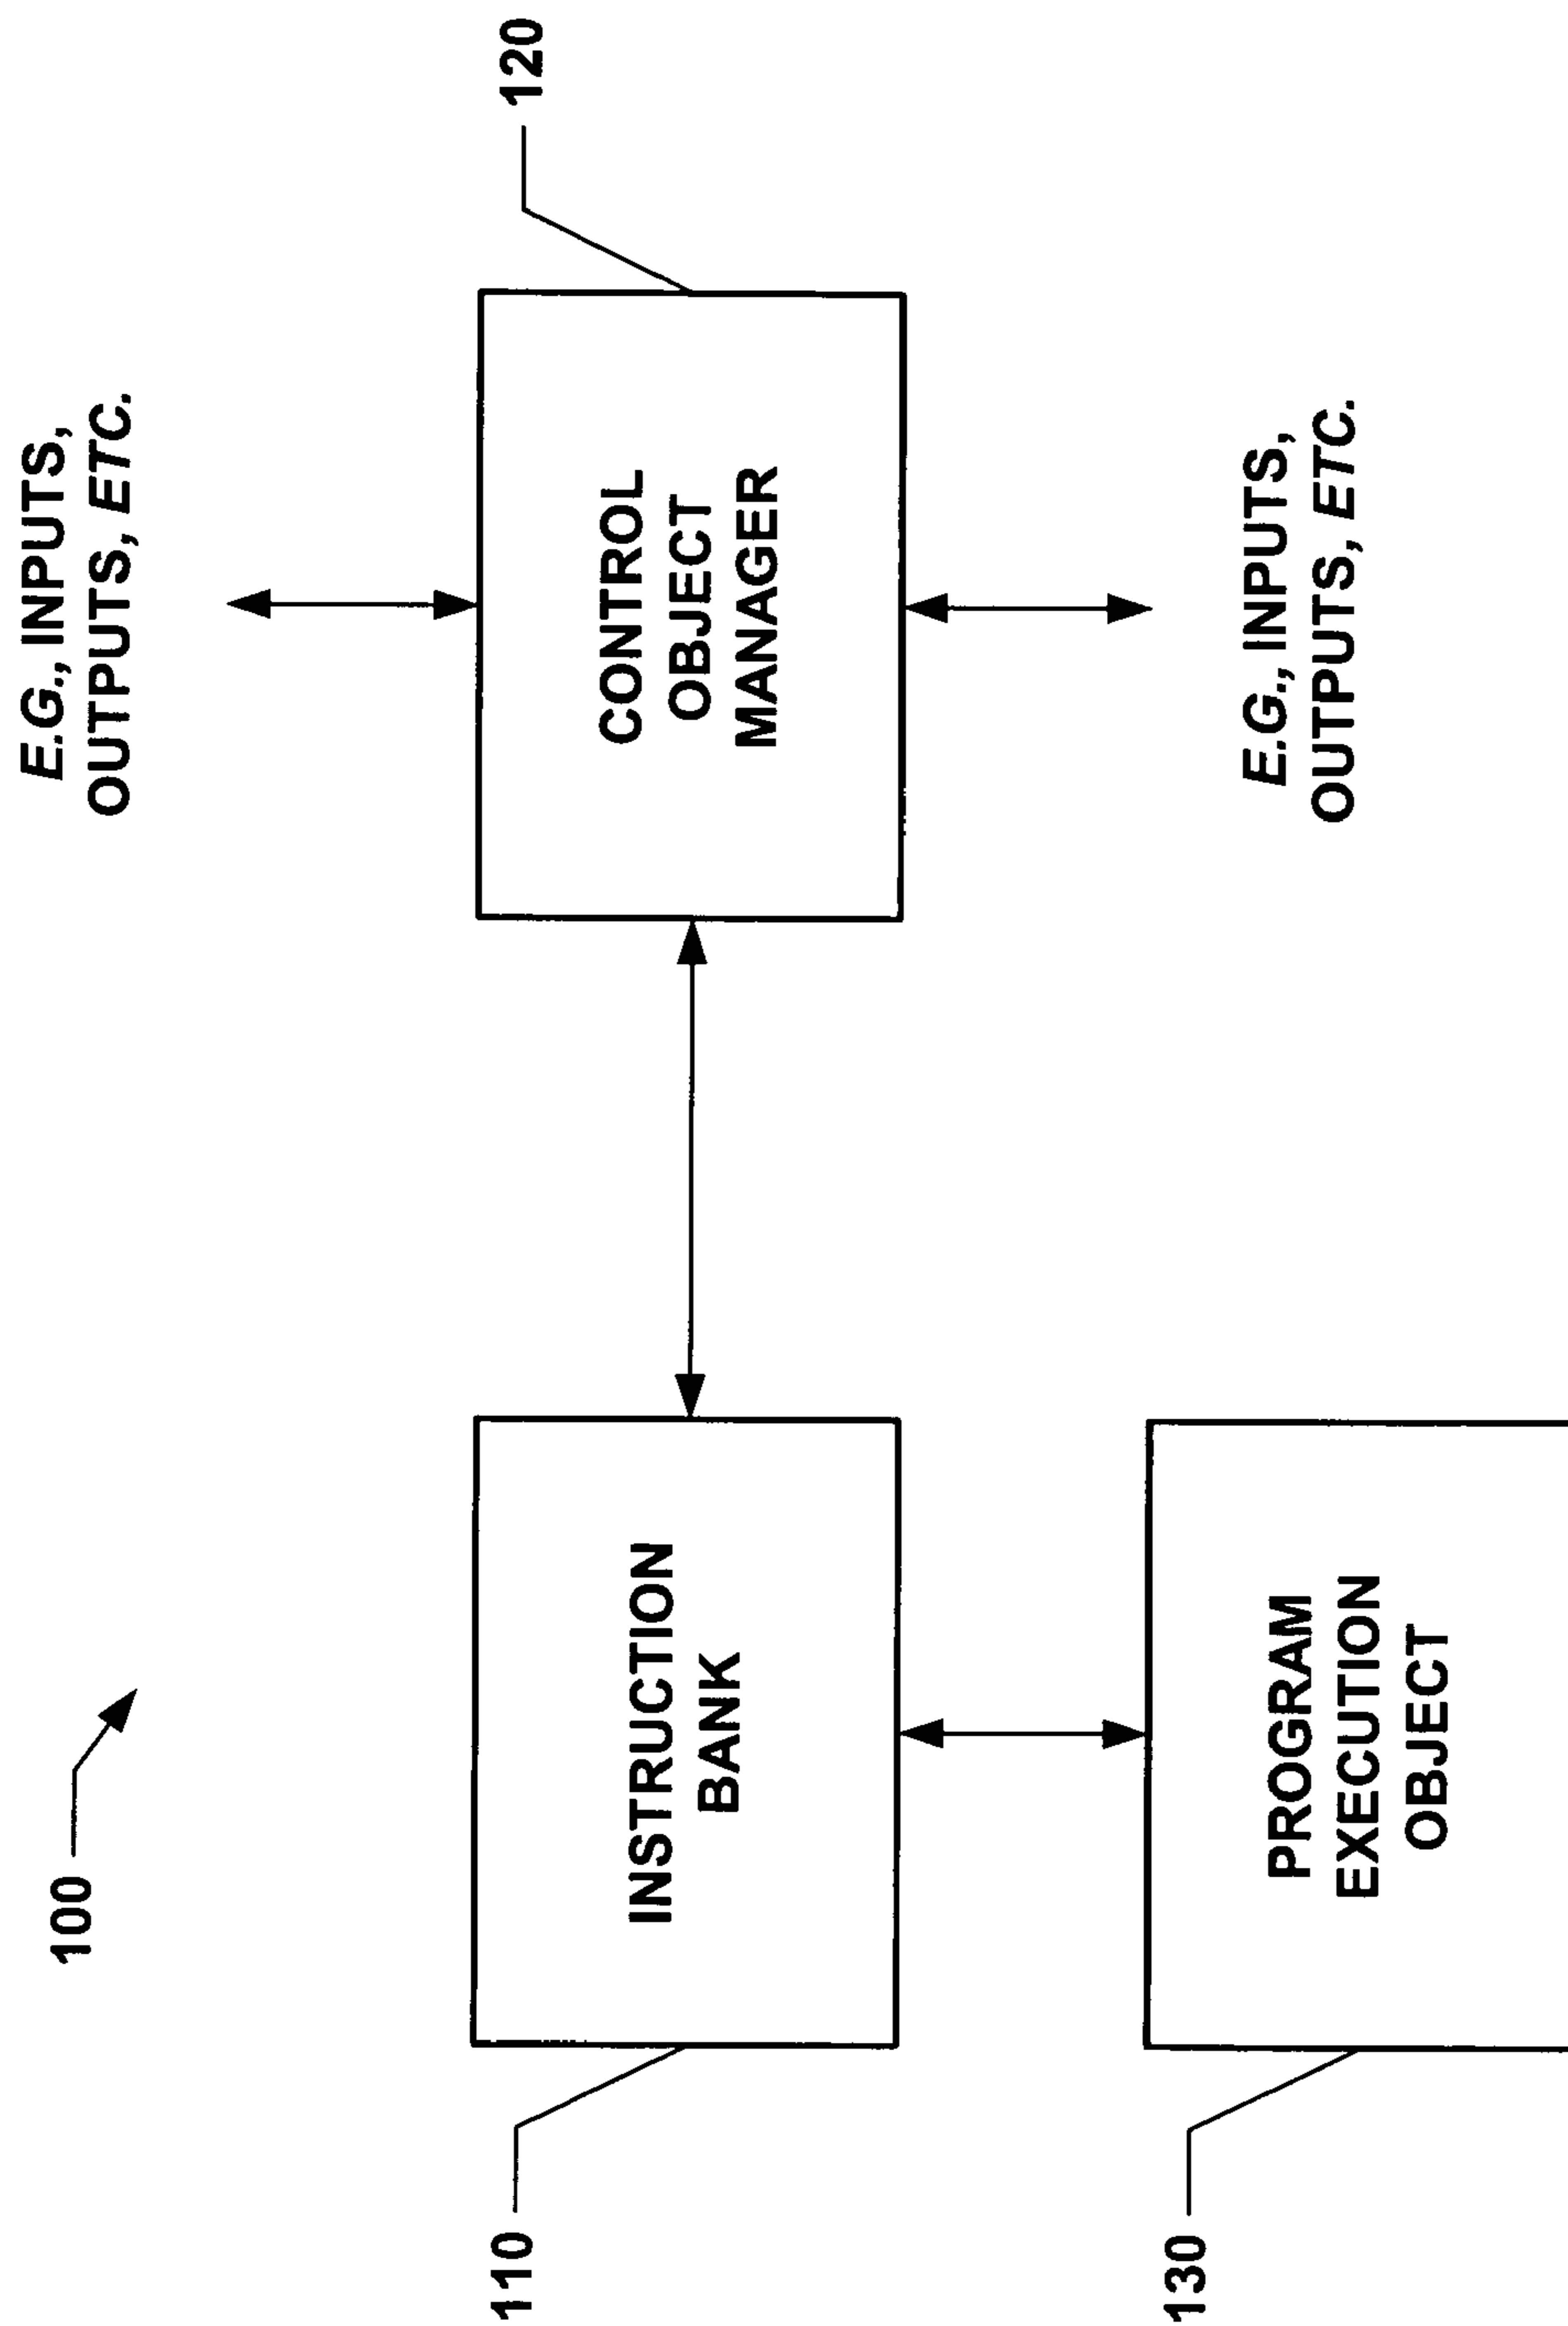 100
E.G., INPUTS,
OUTPUTS, ETC.
110
INSTRUCTION
BANK
CONTROL
OBJECT
MANAGER
120
130
PROGRAM
EXECUTION
OBJECT
E.G., INPUTS,
OUTPUTS, ETC.